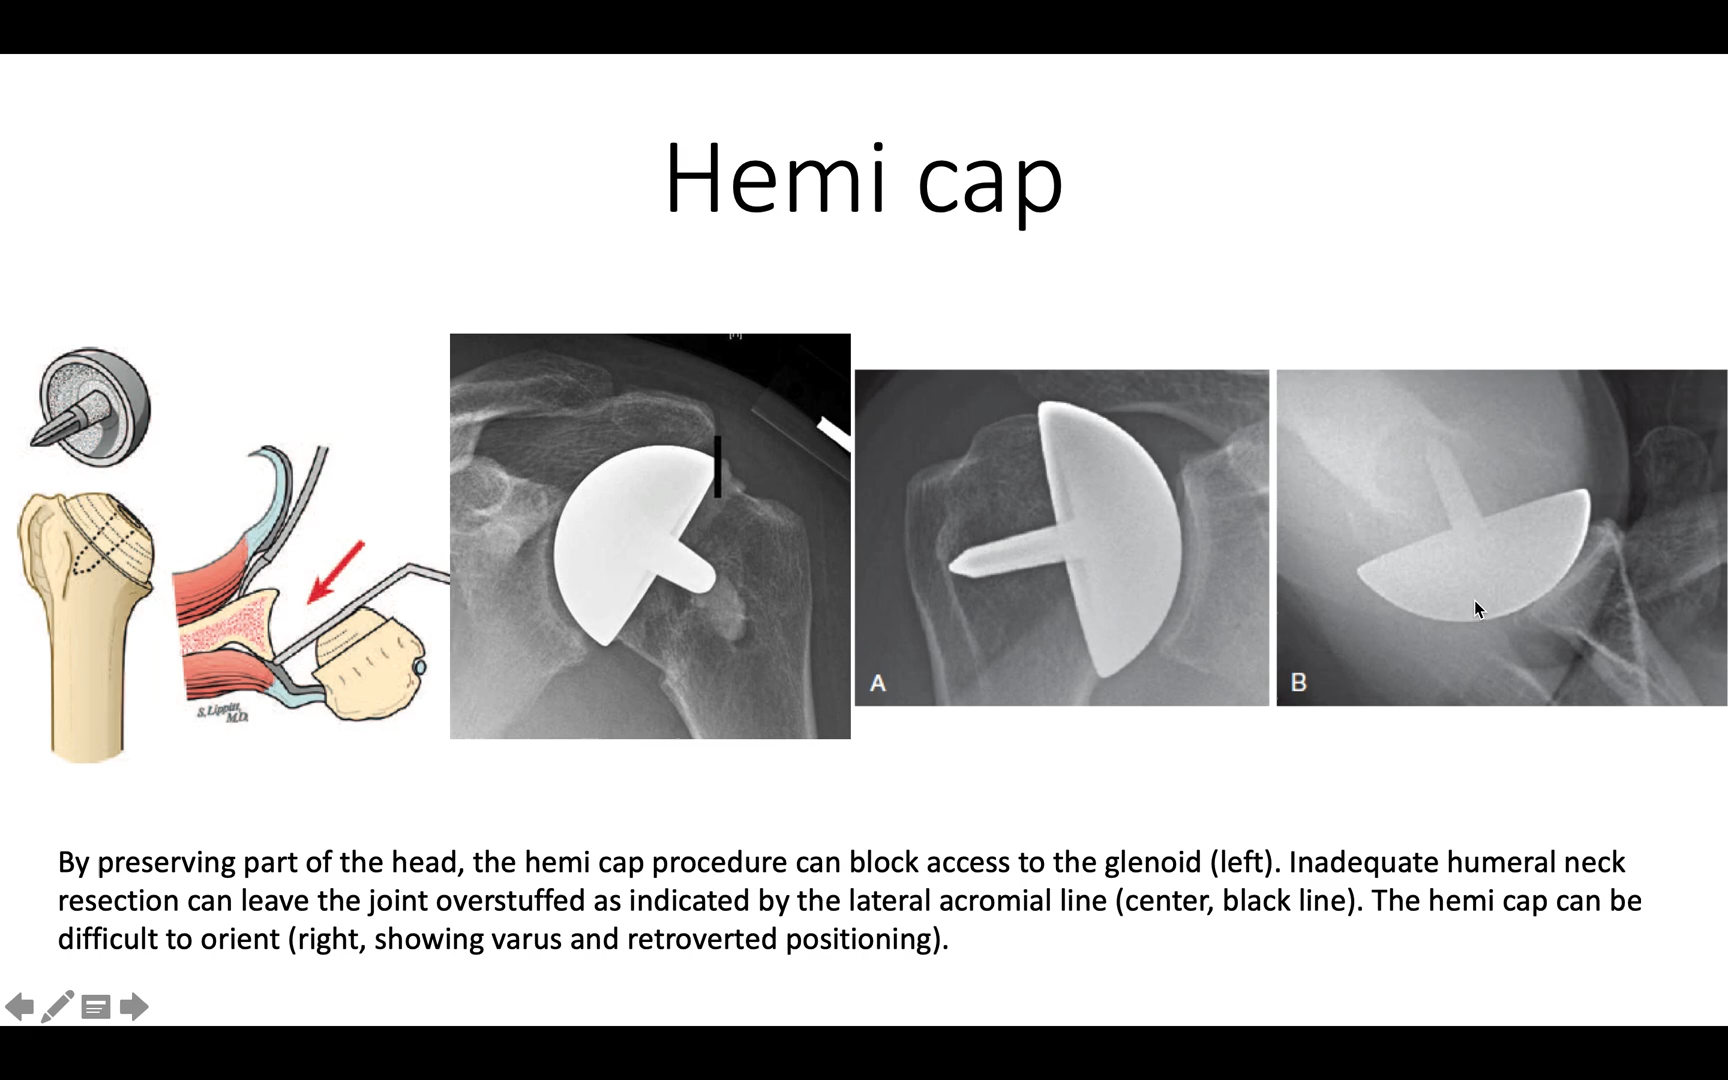 Hemi cap
S. Lippitt, M.D.
A
B
By preserving part of the head, the hemi cap procedure can block access to the glenoid (left). Inadequate humeral neck
resection can leave the joint overstuffed as indicated by the lateral acromial line (center, black line). The hemi cap can be
difficult to orient (right, showing varus and retroverted positioning).